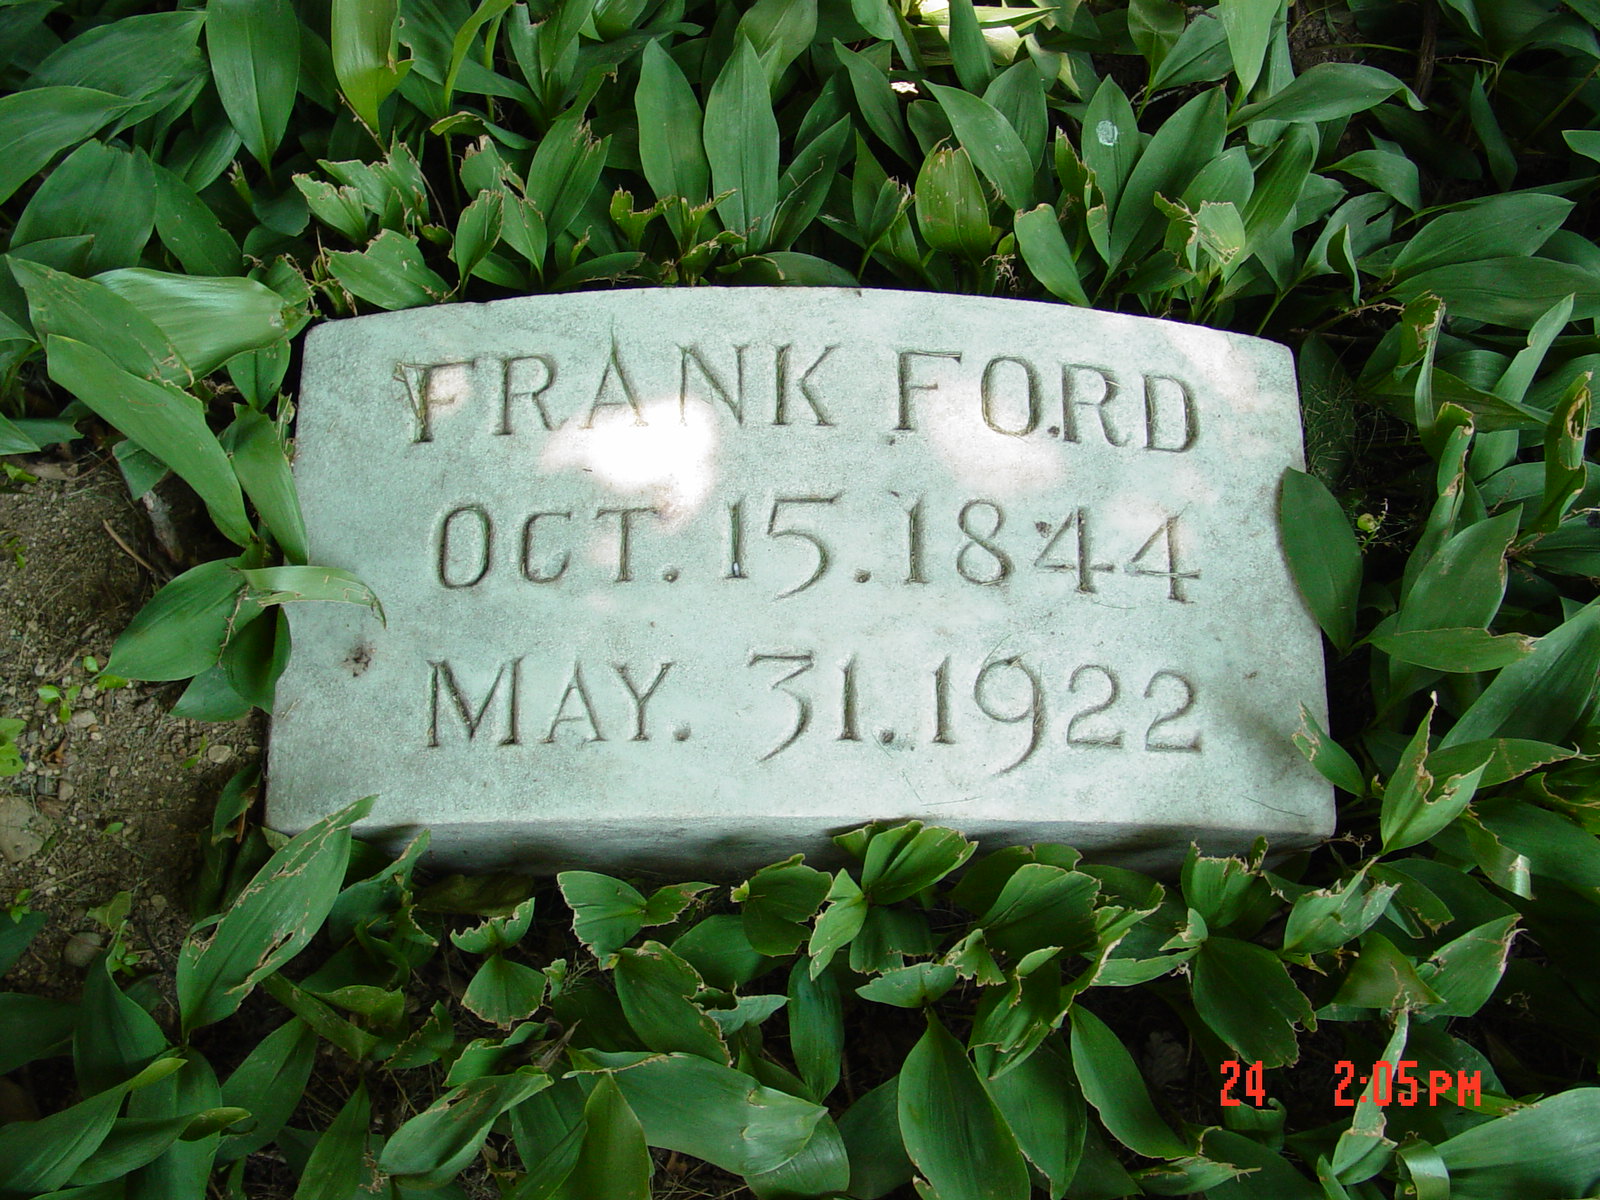 FRANK FORD
OCT. 15. 1844
MAY. 31. 1922
24 2:05PM